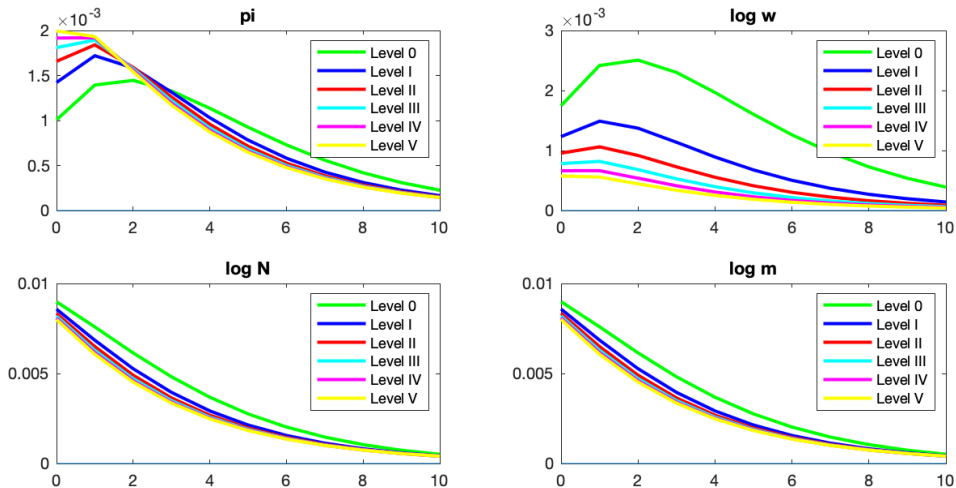 pi
×10⁻³
2
1.5
1
0.5
0
0 2 4 6 8 10
Level 0
Level I
Level II
Level III
Level IV
Level V
log w
×10⁻³
3
2
1
0
0 2 4 6 8 10
Level 0
Level I
Level II
Level III
Level IV
Level V
log N
0.01
0.005
0
0 2 4 6 8 10
Level 0
Level I
Level II
Level III
Level IV
Level V
log m
0.01
0.005
0
0 2 4 6 8 10
Level 0
Level I
Level II
Level III
Level IV
Level V